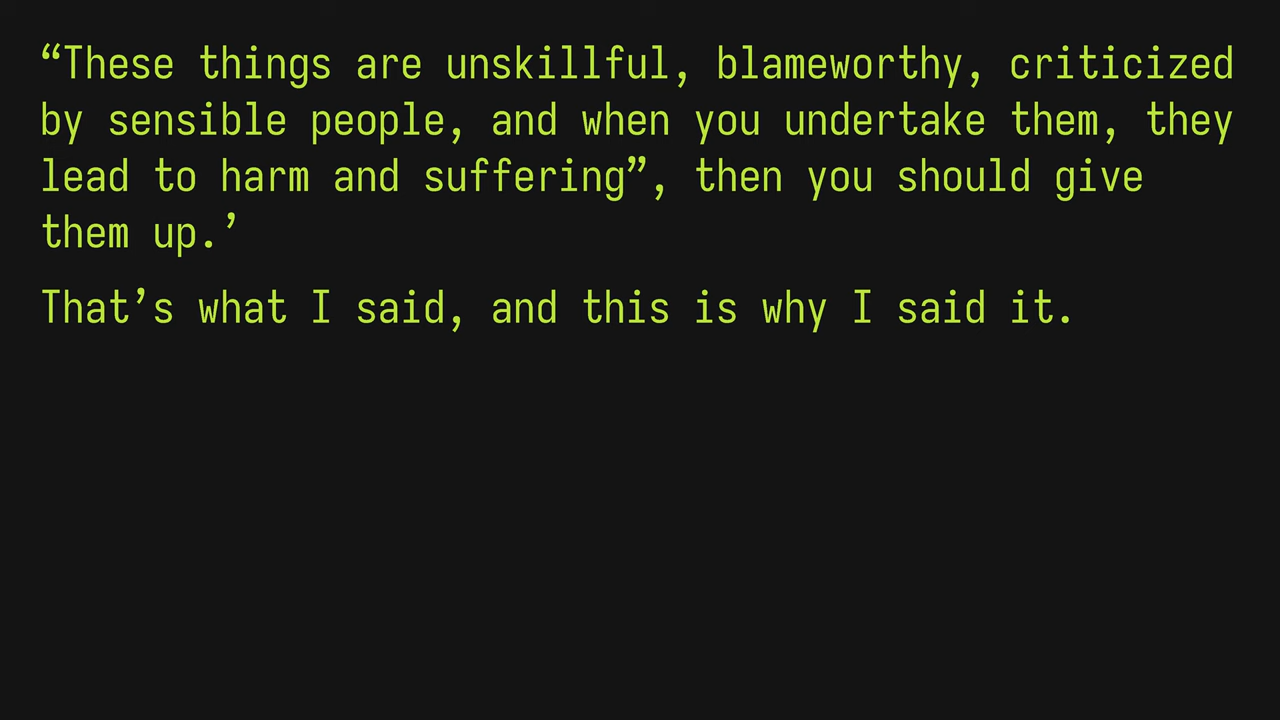 “These things are unskillful, blameworthy, criticized
by sensible people, and when you undertake them, they
lead to harm and suffering”, then you should give
them up.’
That’s what I said, and this is why I said it.